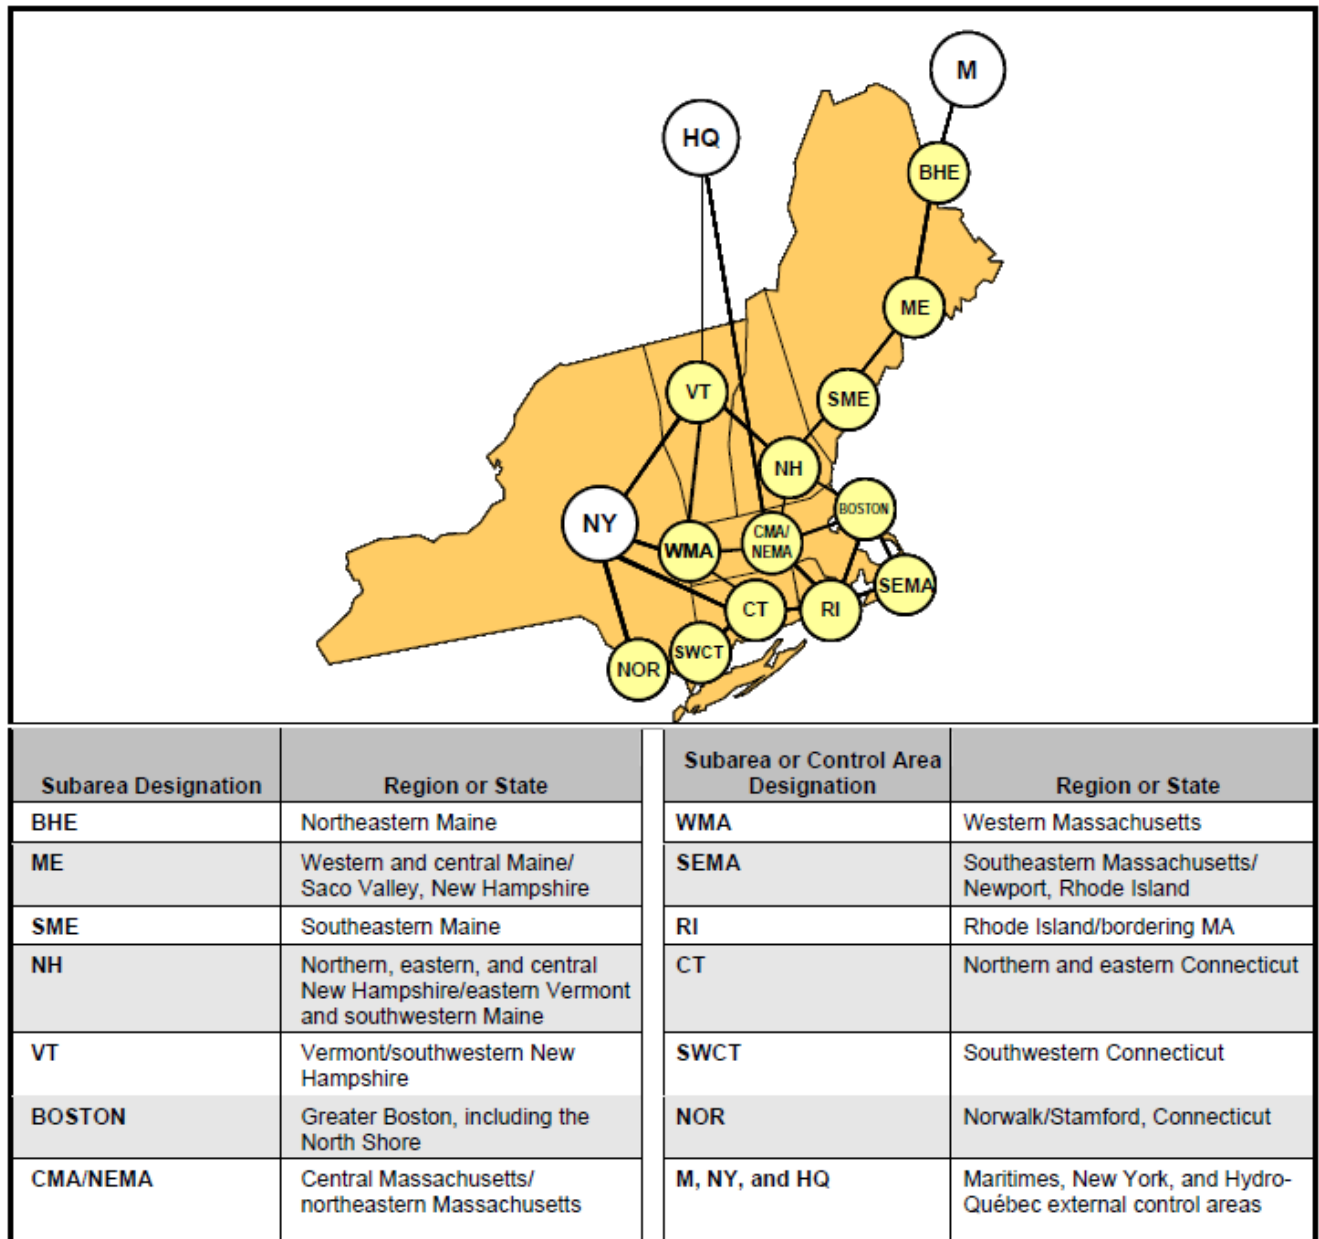 M
HQ
BHE
ME
VT
SME
NH
BOSTON
NY
CMA/
NEMA
WMA
SEMA
CT
RI
SWCT
NOR
Subarea Designation
Region or State
BHE
Northeastern Maine
ME
Western and central Maine/
Saco Valley, New Hampshire
SME
Southeastern Maine
NH
Northern, eastern, and central
New Hampshire/eastern Vermont
and southwestern Maine
VT
Vermont/southwestern New
Hampshire
BOSTON
Greater Boston, including the
North Shore
CMA/NEMA
Central Massachusetts/
northeastern Massachusetts
Subarea or Control Area
Designation
Region or State
WMA
Western Massachusetts
SEMA
Southeastern Massachusetts/
Newport, Rhode Island
RI
Rhode Island/bordering MA
CT
Northern and eastern Connecticut
SWCT
Southwestern Connecticut
NOR
Norwalk/Stamford, Connecticut
M, NY, and HQ
Maritimes, New York, and Hydro-
Québec external control areas